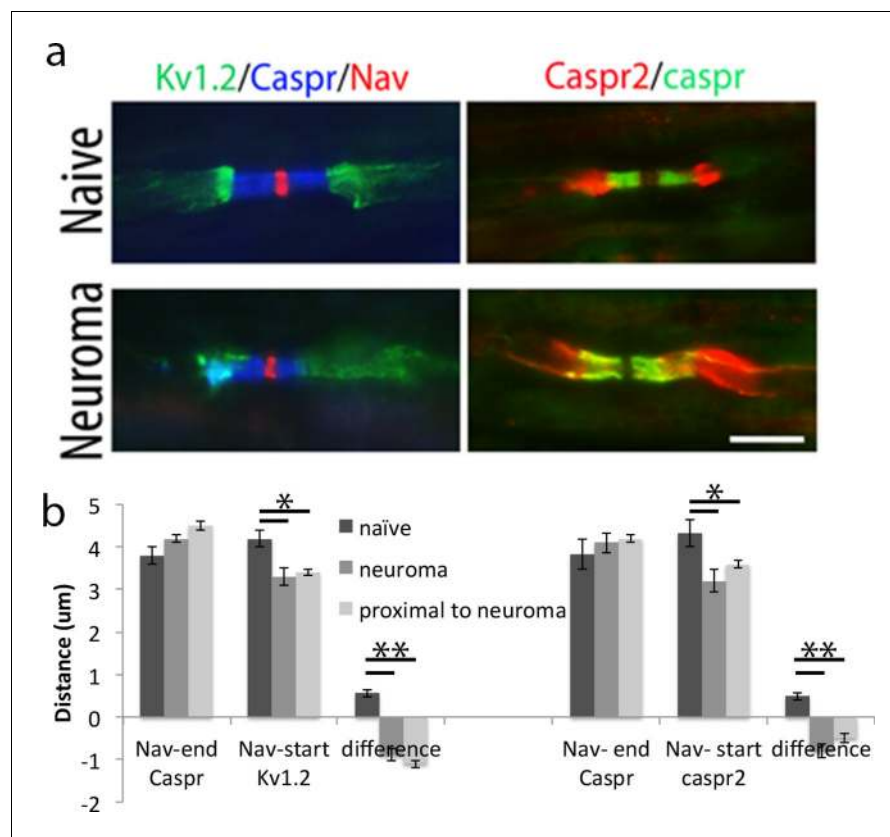 a
Kv1.2/Caspr/Nav
Caspr2/caspr
Naive
Neuroma
b
5
4
3
2
1
0
-1
-2
Distance (um)
*
**
*
**
naïve
neuroma
proximal to neuroma
Nav-end
Caspr
Nav-start
Kv1.2
difference
Nav- end
Caspr
Nav- start
caspr2
difference